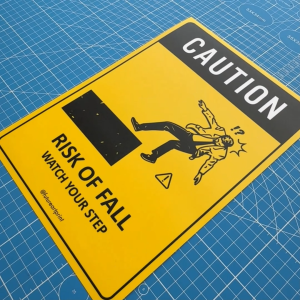 CAUTION
!?
RISK OF FALL
WATCH YOUR STEP